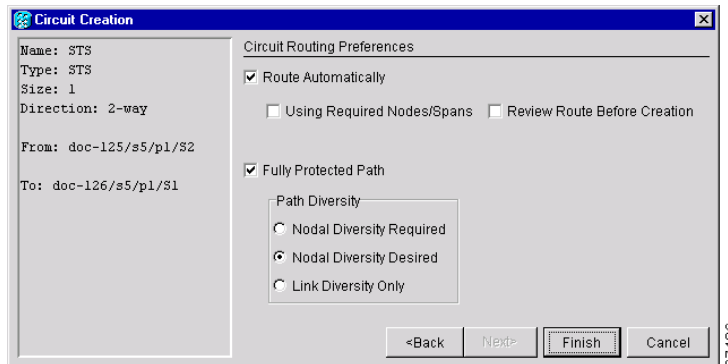 Circuit Creation
Name: STS
Type: STS
Size: 1
Direction: 2-way
From: doc-125/s5/p1/S2
To: doc-126/s5/p1/S1
Circuit Routing Preferences
Route Automatically
Using Required Nodes/Spans
Review Route Before Creation
Fully Protected Path
Path Diversity
Nodal Diversity Required
Nodal Diversity Desired
Link Diversity Only
<Back
Next>
Finish
Cancel